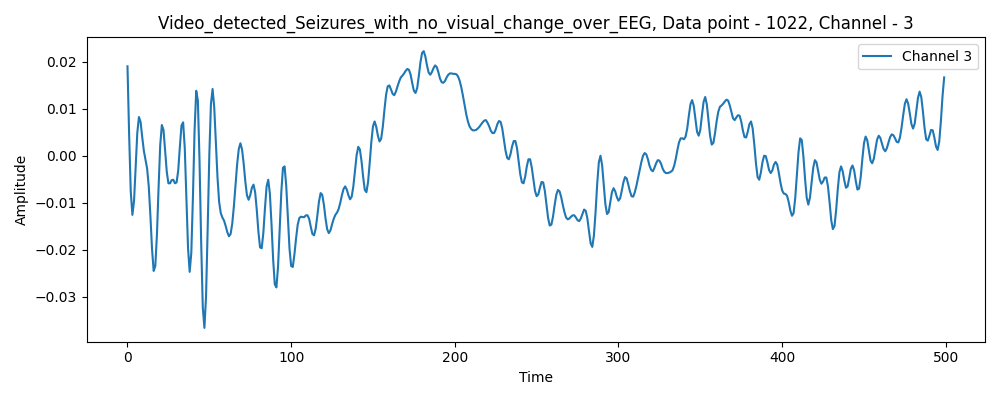 Video_detected_Seizures_with_no_visual_change_over_EEG, Data point - 1022, Channel - 3
Channel 3
Amplitude
0.02
0.01
0.00
−0.01
−0.02
−0.03
0 100 200 300 400 500
Time